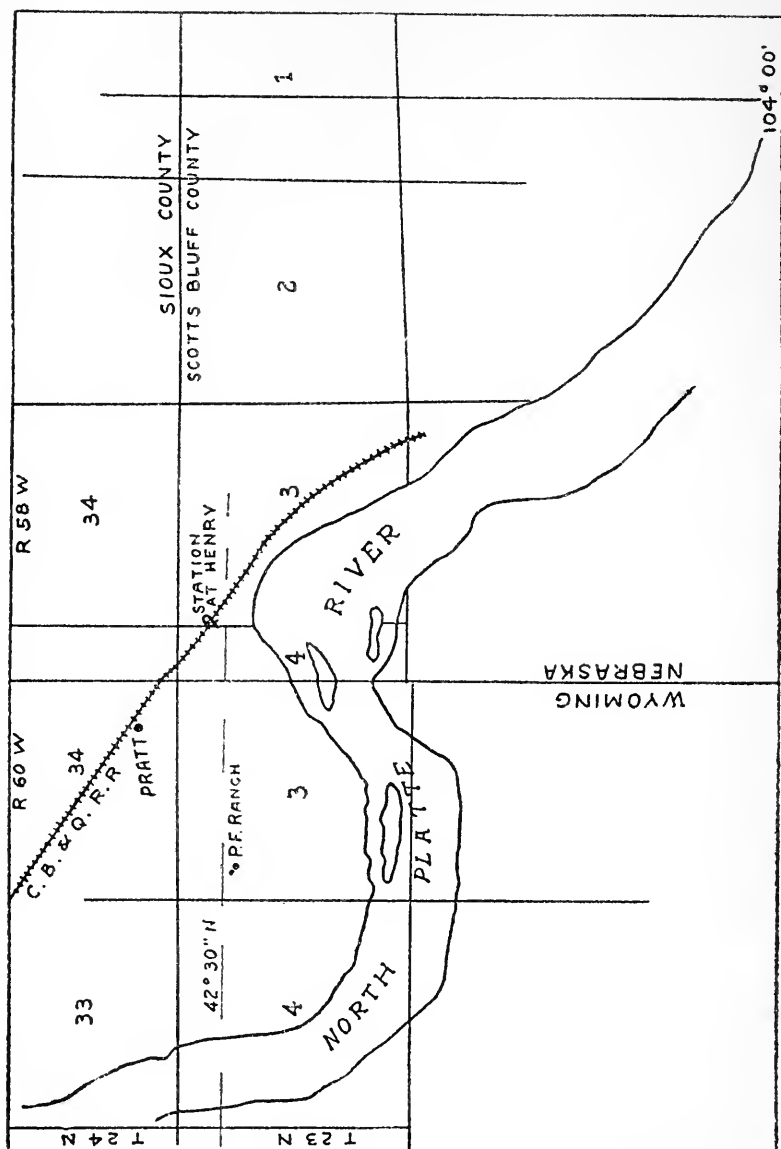 R 60 W
R 58 W
33
34
34
C. B. & Q. R. R
PRATT
SIOUX COUNTY
SCOTTS BLUFF COUNTY
STATION
AT HENRY
42° 30" N
P.F. RANCH
4
3
4
3
2
1
NORTH
PLATTE
RIVER
WYOMING
NEBRASKA
T 24 N
T 23 N
104° 00'